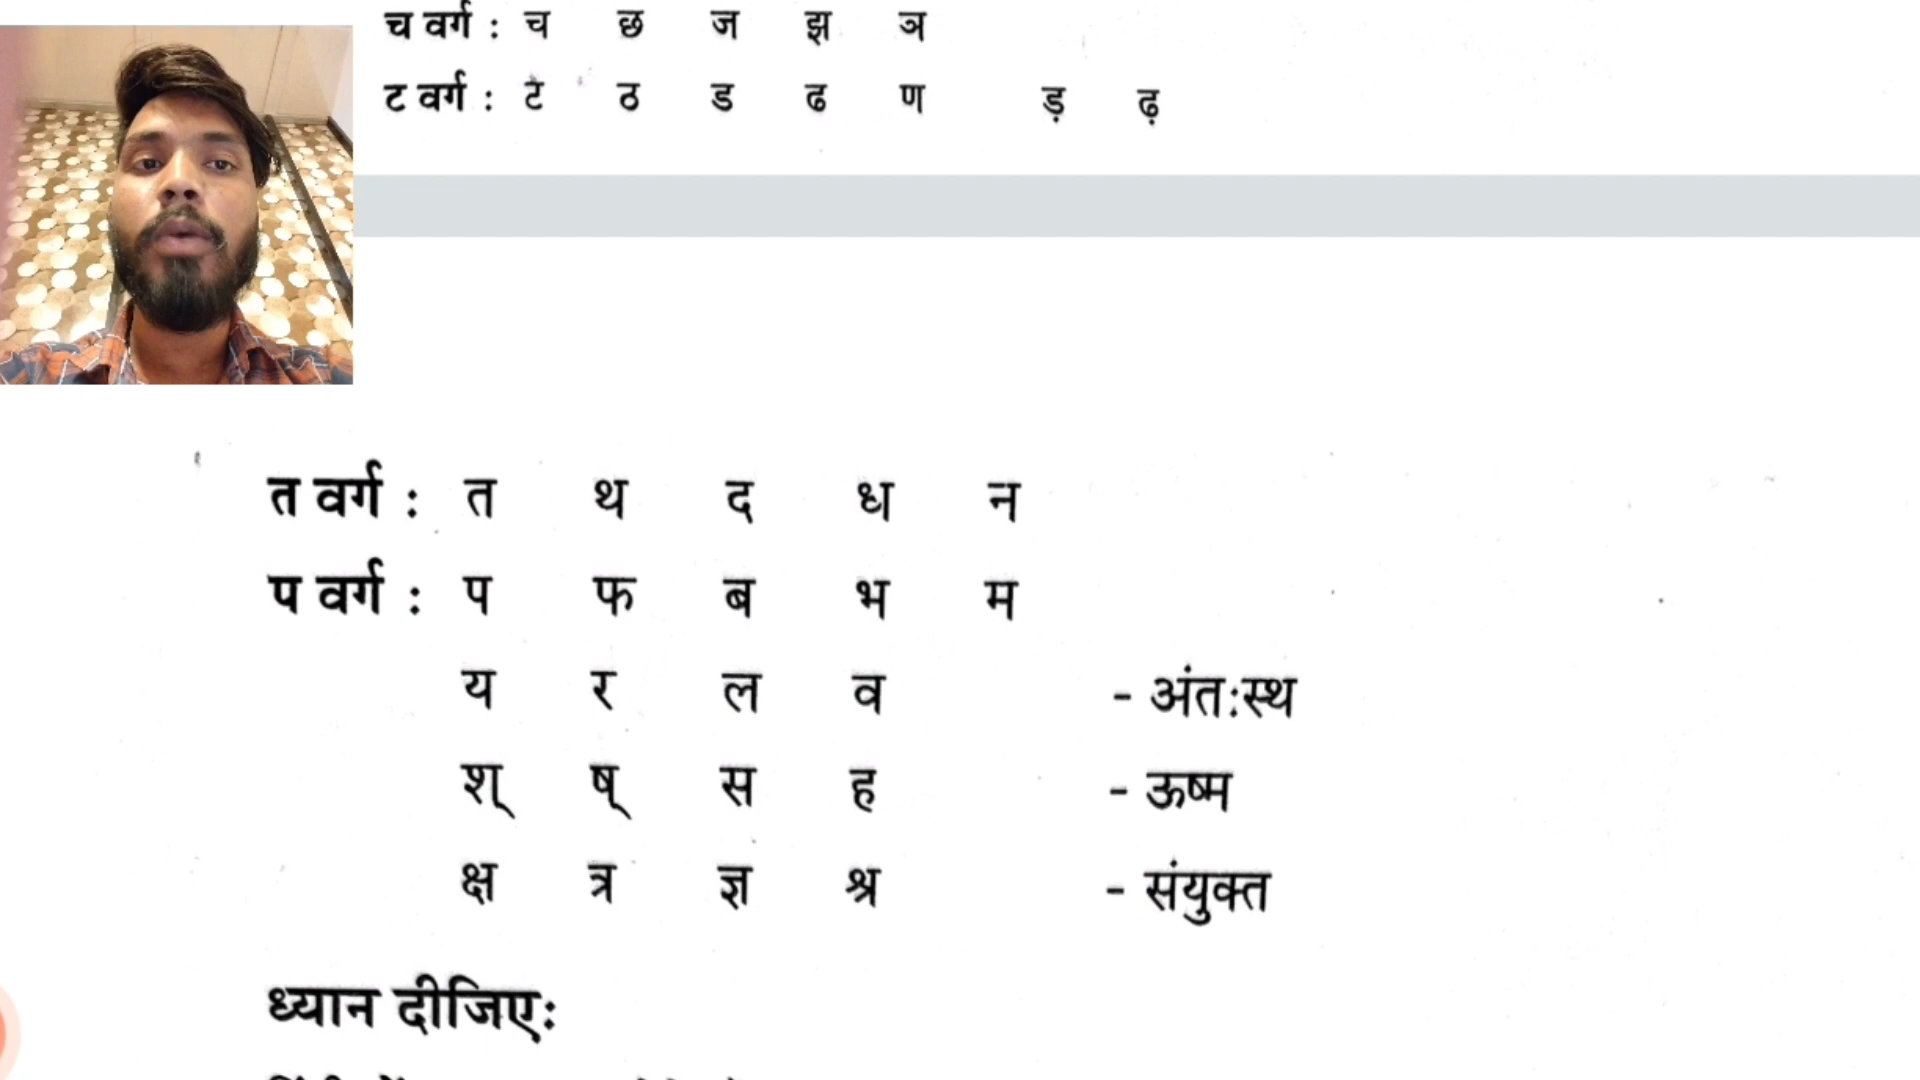 च वर्ग : च छ ज झ ञ
ट वर्ग : ट ठ ड ढ ण ड़ ढ़
त वर्ग : त थ द ध न
प वर्ग : प फ ब भ म
य र ल व - अंत:स्थ
श् ष् स ह - ऊष्म
क्ष त्र ज्ञ श्र - संयुक्त
ध्यान दीजिए: